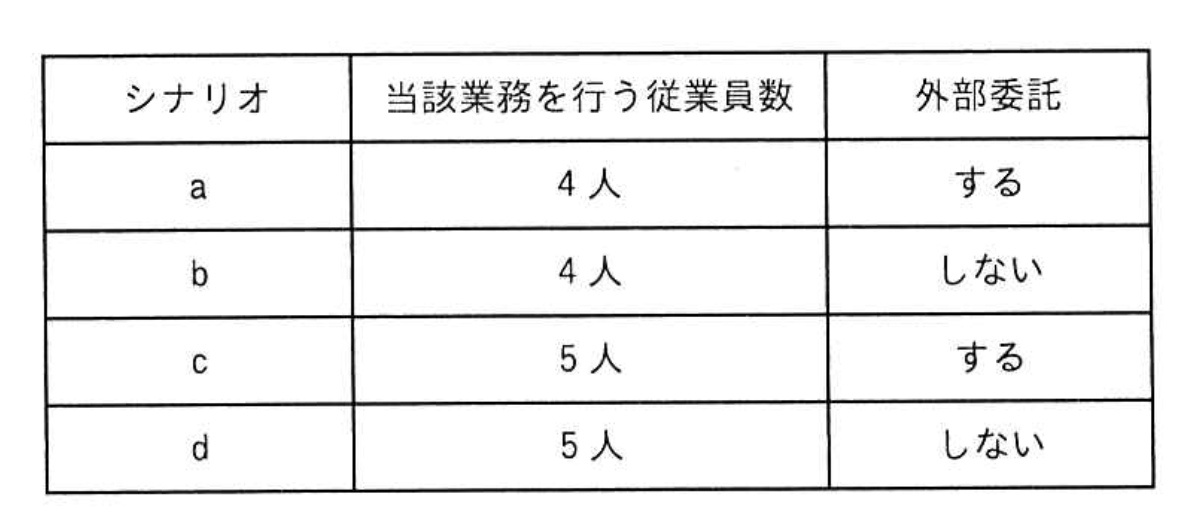 シナリオ 当該業務を行う従業員数 外部委託
a 4人 する
b 4人 しない
c 5人 する
d 5人 しない